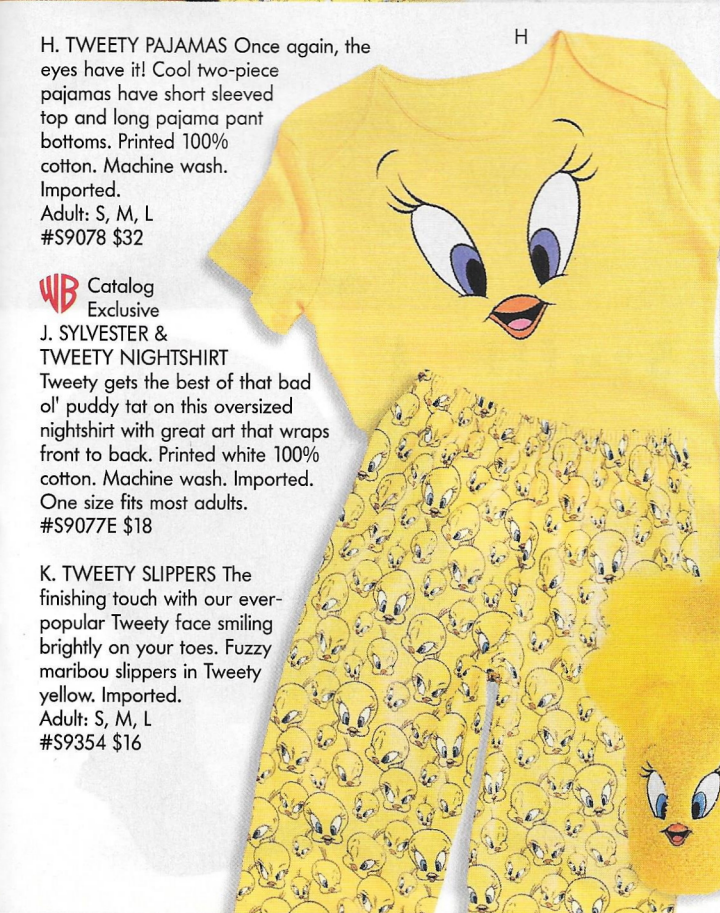 H. TWEETY PAJAMAS Once again, the
eyes have it! Cool two-piece
pajamas have short sleeved
top and long pajama pant
bottoms. Printed 100%
cotton. Machine wash.
Imported.
Adult: S, M, L
#S9078 $32
H
WB Catalog
Exclusive
J. SYLVESTER &
TWEETY NIGHTSHIRT
Tweety gets the best of that bad
ol' puddy tat on this oversized
nightshirt with great art that wraps
front to back. Printed white 100%
cotton. Machine wash. Imported.
One size fits most adults.
#S9077E $18
K. TWEETY SLIPPERS The
finishing touch with our ever-
popular Tweety face smiling
brightly on your toes. Fuzzy
maribou slippers in Tweety
yellow. Imported.
Adult: S, M, L
#S9354 $16